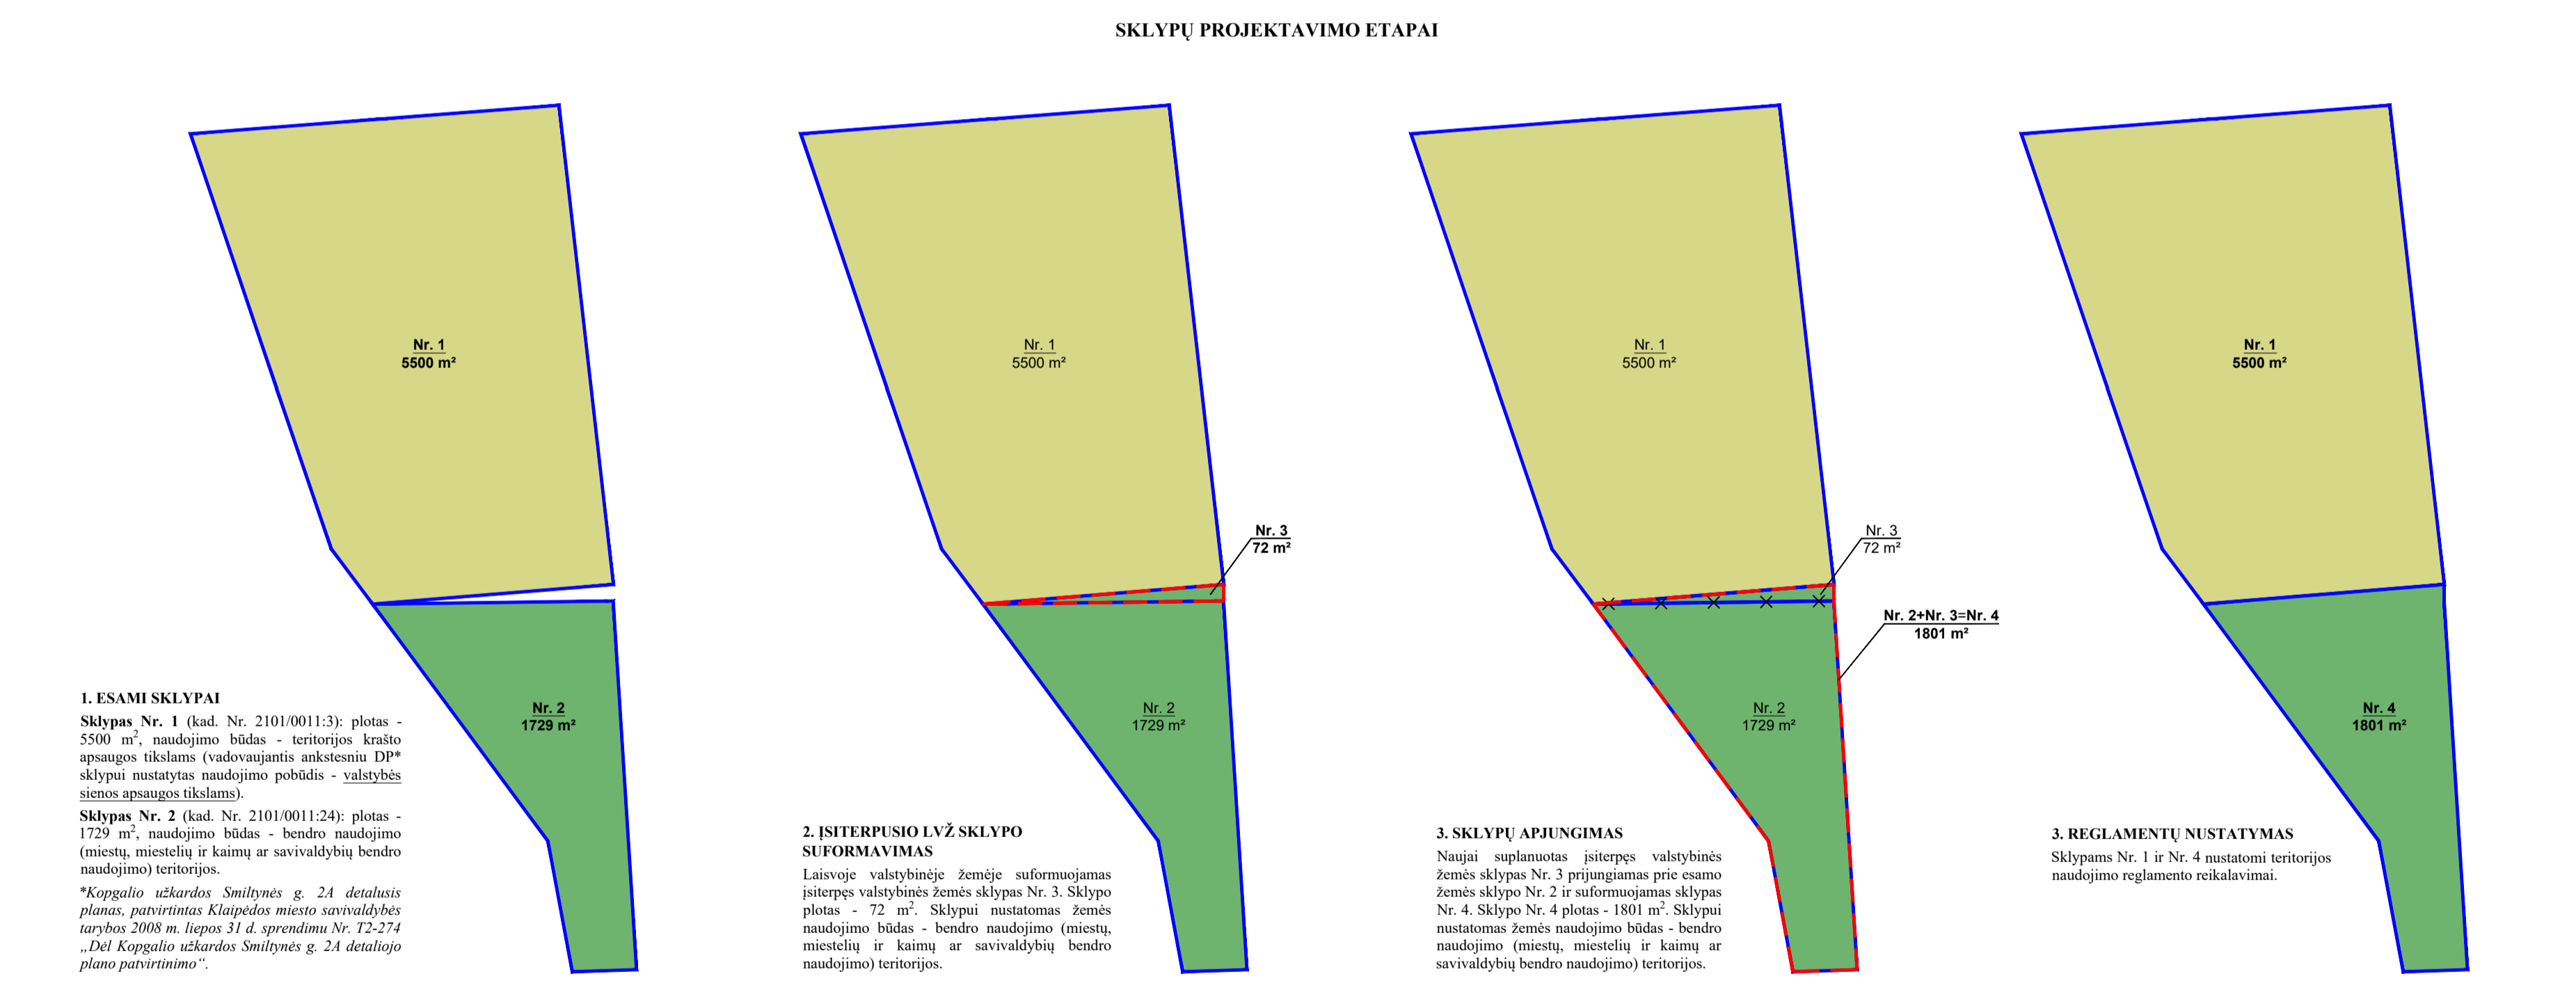 SKLYPŲ PROJEKTAVIMO ETAPAI
Nr. 1
5500 m²
Nr. 2
1729 m²
1. ESAMI SKLYPAI
Sklypas Nr. 1 (kad. Nr. 2101/0011:3): plotas -
5500 m², naudojimo būdas - teritorijos krašto
apsaugos tikslams (vadovaujantis ankstesniu DP*
sklypui nustatytas naudojimo pobūdis - valstybės
sienos apsaugos tikslams).
Sklypas Nr. 2 (kad. Nr. 2101/0011:24): plotas -
1729 m², naudojimo būdas - bendro naudojimo
(miestų, miestelių ir kaimų ar savivaldybių bendro
naudojimo) teritorijos.
*Kopgalio užkardos Smiltynės g. 2A detalusis
planas, patvirtintas Klaipėdos miesto savivaldybės
tarybos 2008 m. liepos 31 d. sprendimu Nr. T2-274
„Dėl Kopgalio užkardos Smiltynės g. 2A detaliojo
plano patvirtinimo“.
Nr. 1
5500 m²
Nr. 3
72 m²
Nr. 2
1729 m²
2. ĮSITERPUSIO LVŽ SKLYPO
SUFORMAVIMAS
Laisvoje valstybinėje žemėje suformuojamas
įsiterpęs valstybinės žemės sklypas Nr. 3. Sklypo
plotas - 72 m². Sklypui nustatomas žemės
naudojimo būdas - bendro naudojimo (miestų,
miestelių ir kaimų ar savivaldybių bendro
naudojimo) teritorijos.
Nr. 1
5500 m²
Nr. 3
72 m²
Nr. 2+Nr. 3=Nr. 4
1801 m²
Nr. 2
1729 m²
3. SKLYPŲ APJUNGIMAS
Naujai suplanuotas įsiterpęs valstybinės
žemės sklypas Nr. 3 prijungiamas prie esamo
žemės sklypo Nr. 2 ir suformuojamas sklypas
Nr. 4. Sklypo Nr. 4 plotas - 1801 m². Sklypui
nustatomas žemės naudojimo būdas - bendro
naudojimo (miestų, miestelių ir kaimų ar
savivaldybių bendro naudojimo) teritorijos.
Nr. 1
5500 m²
Nr. 4
1801 m²
3. REGLAMENTŲ NUSTATYMAS
Sklypams Nr. 1 ir Nr. 4 nustatomi teritorijos
naudojimo reglamento reikalavimai.